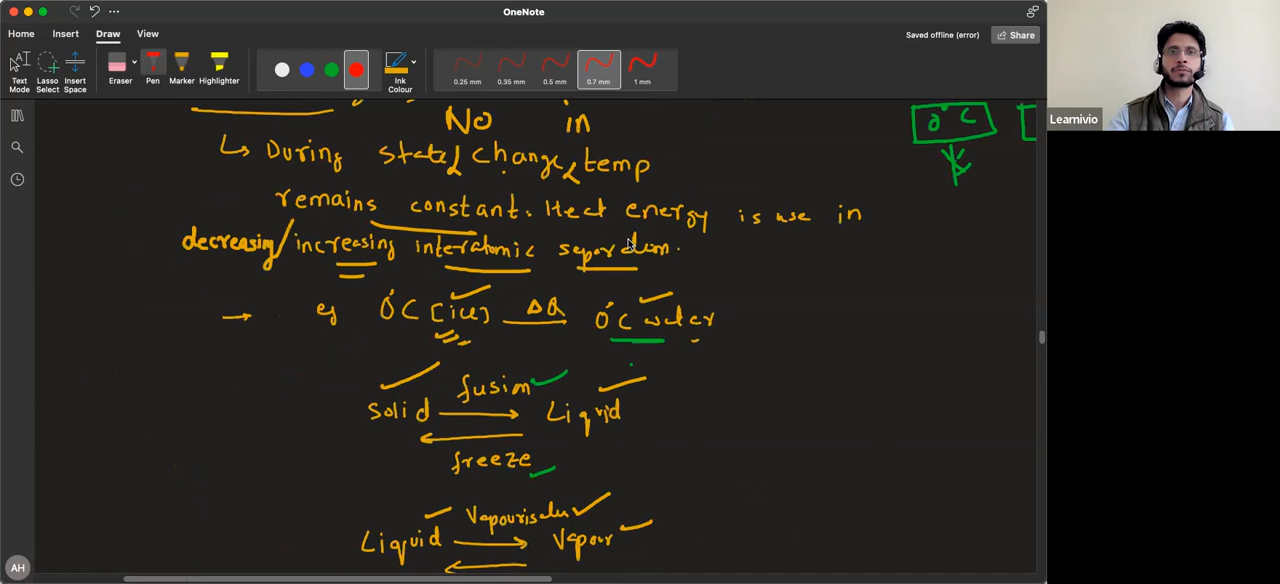 OneNote
Home Insert Draw View
Saved offline (error) Share
Text Mode
Lasso Select
Insert Space
Eraser
Pen
Marker
Highlighter
Ink Colour
0.25 mm 0.35 mm 0.5 mm 0.7 mm 1 mm
Learnivio
No in
0°C
↳ During state change, temp
remains constant. Heat energy is use in
decreasing/increasing interatomic separation.
→ eg 0°C [ice] ΔQ 0°C water
fusion
Solid → Liquid
←
freeze
Vapourisation
Liquid → Vapour
←
AH